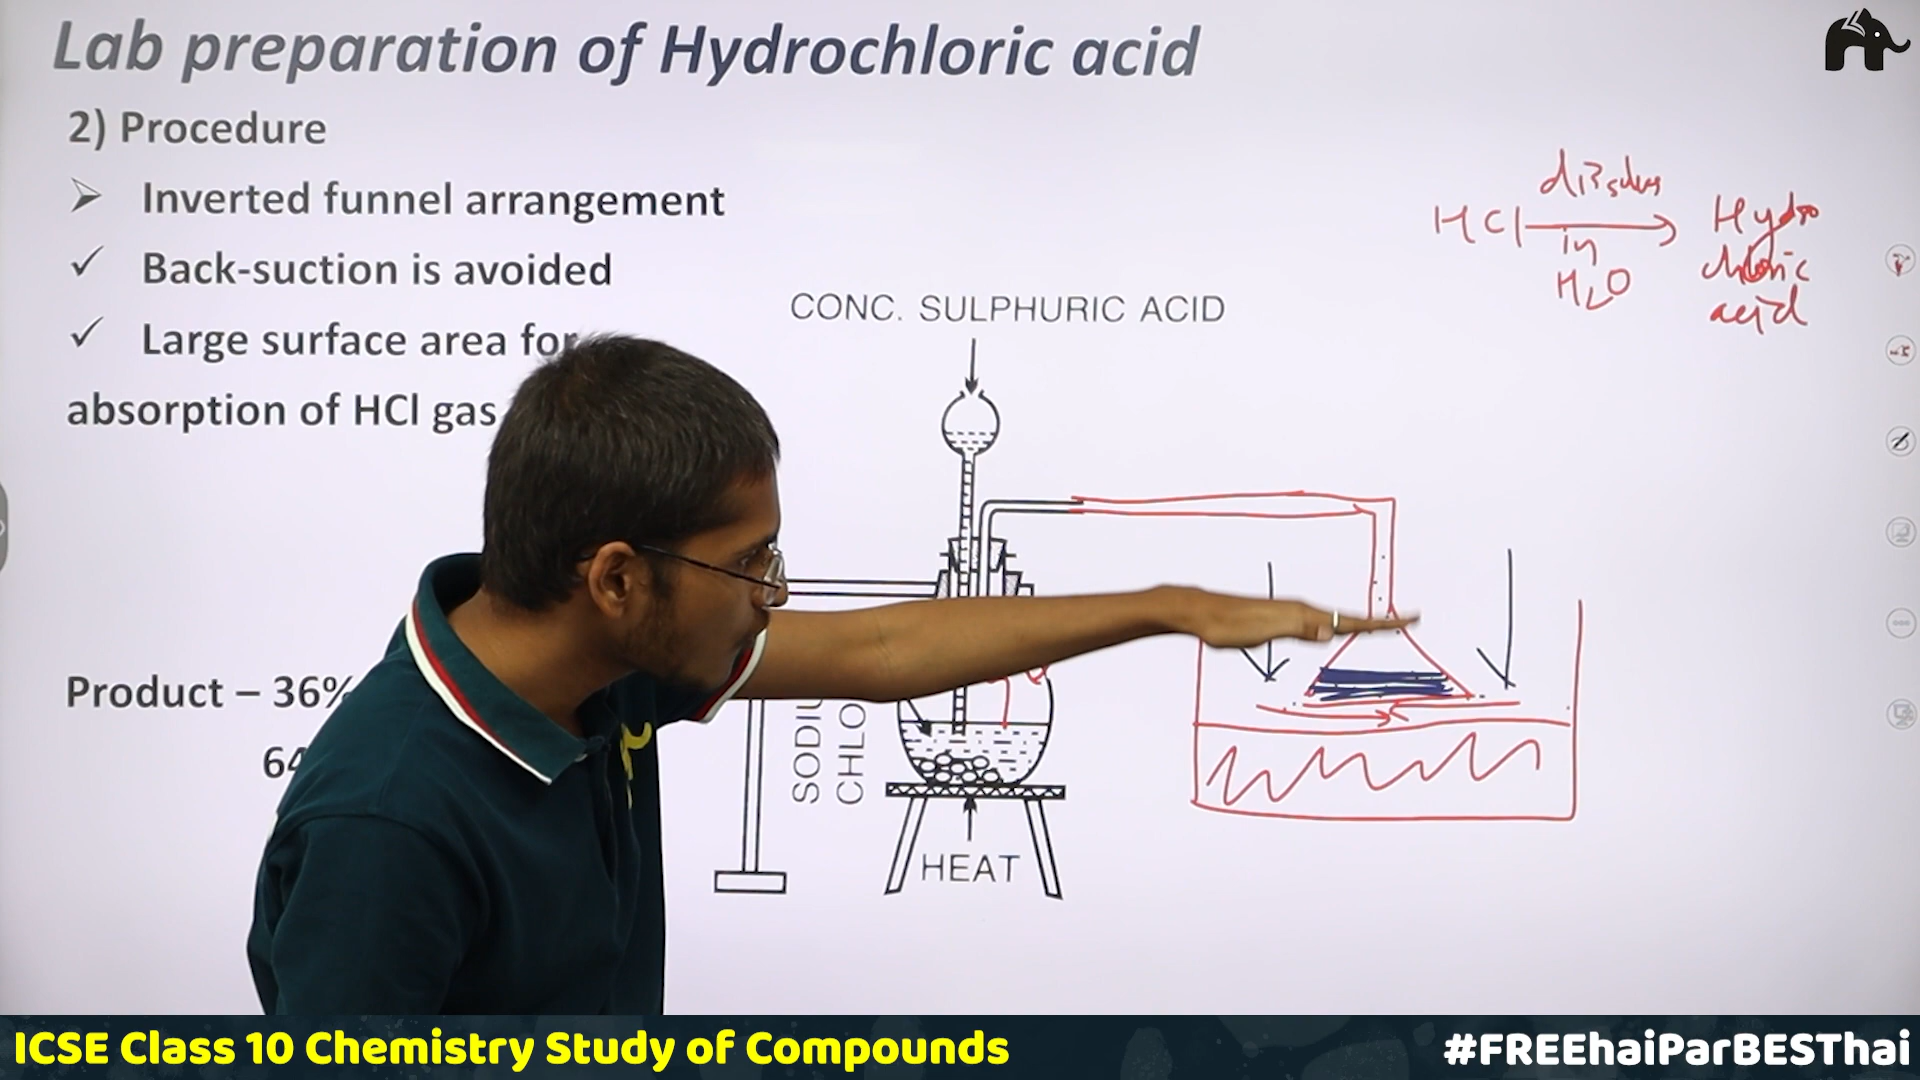 Lab preparation of Hydrochloric acid
2) Procedure
➢ Inverted funnel arrangement
✓ Back-suction is avoided
✓ Large surface area for
absorption of HCl gas
Product – 36%
64
CONC. SULPHURIC ACID
SODIU
CHLO
HEAT
HCl
in
H2O
Hydro
chloric
acid
ICSE Class 10 Chemistry Study of Compounds
#FREEhaiParBESThai